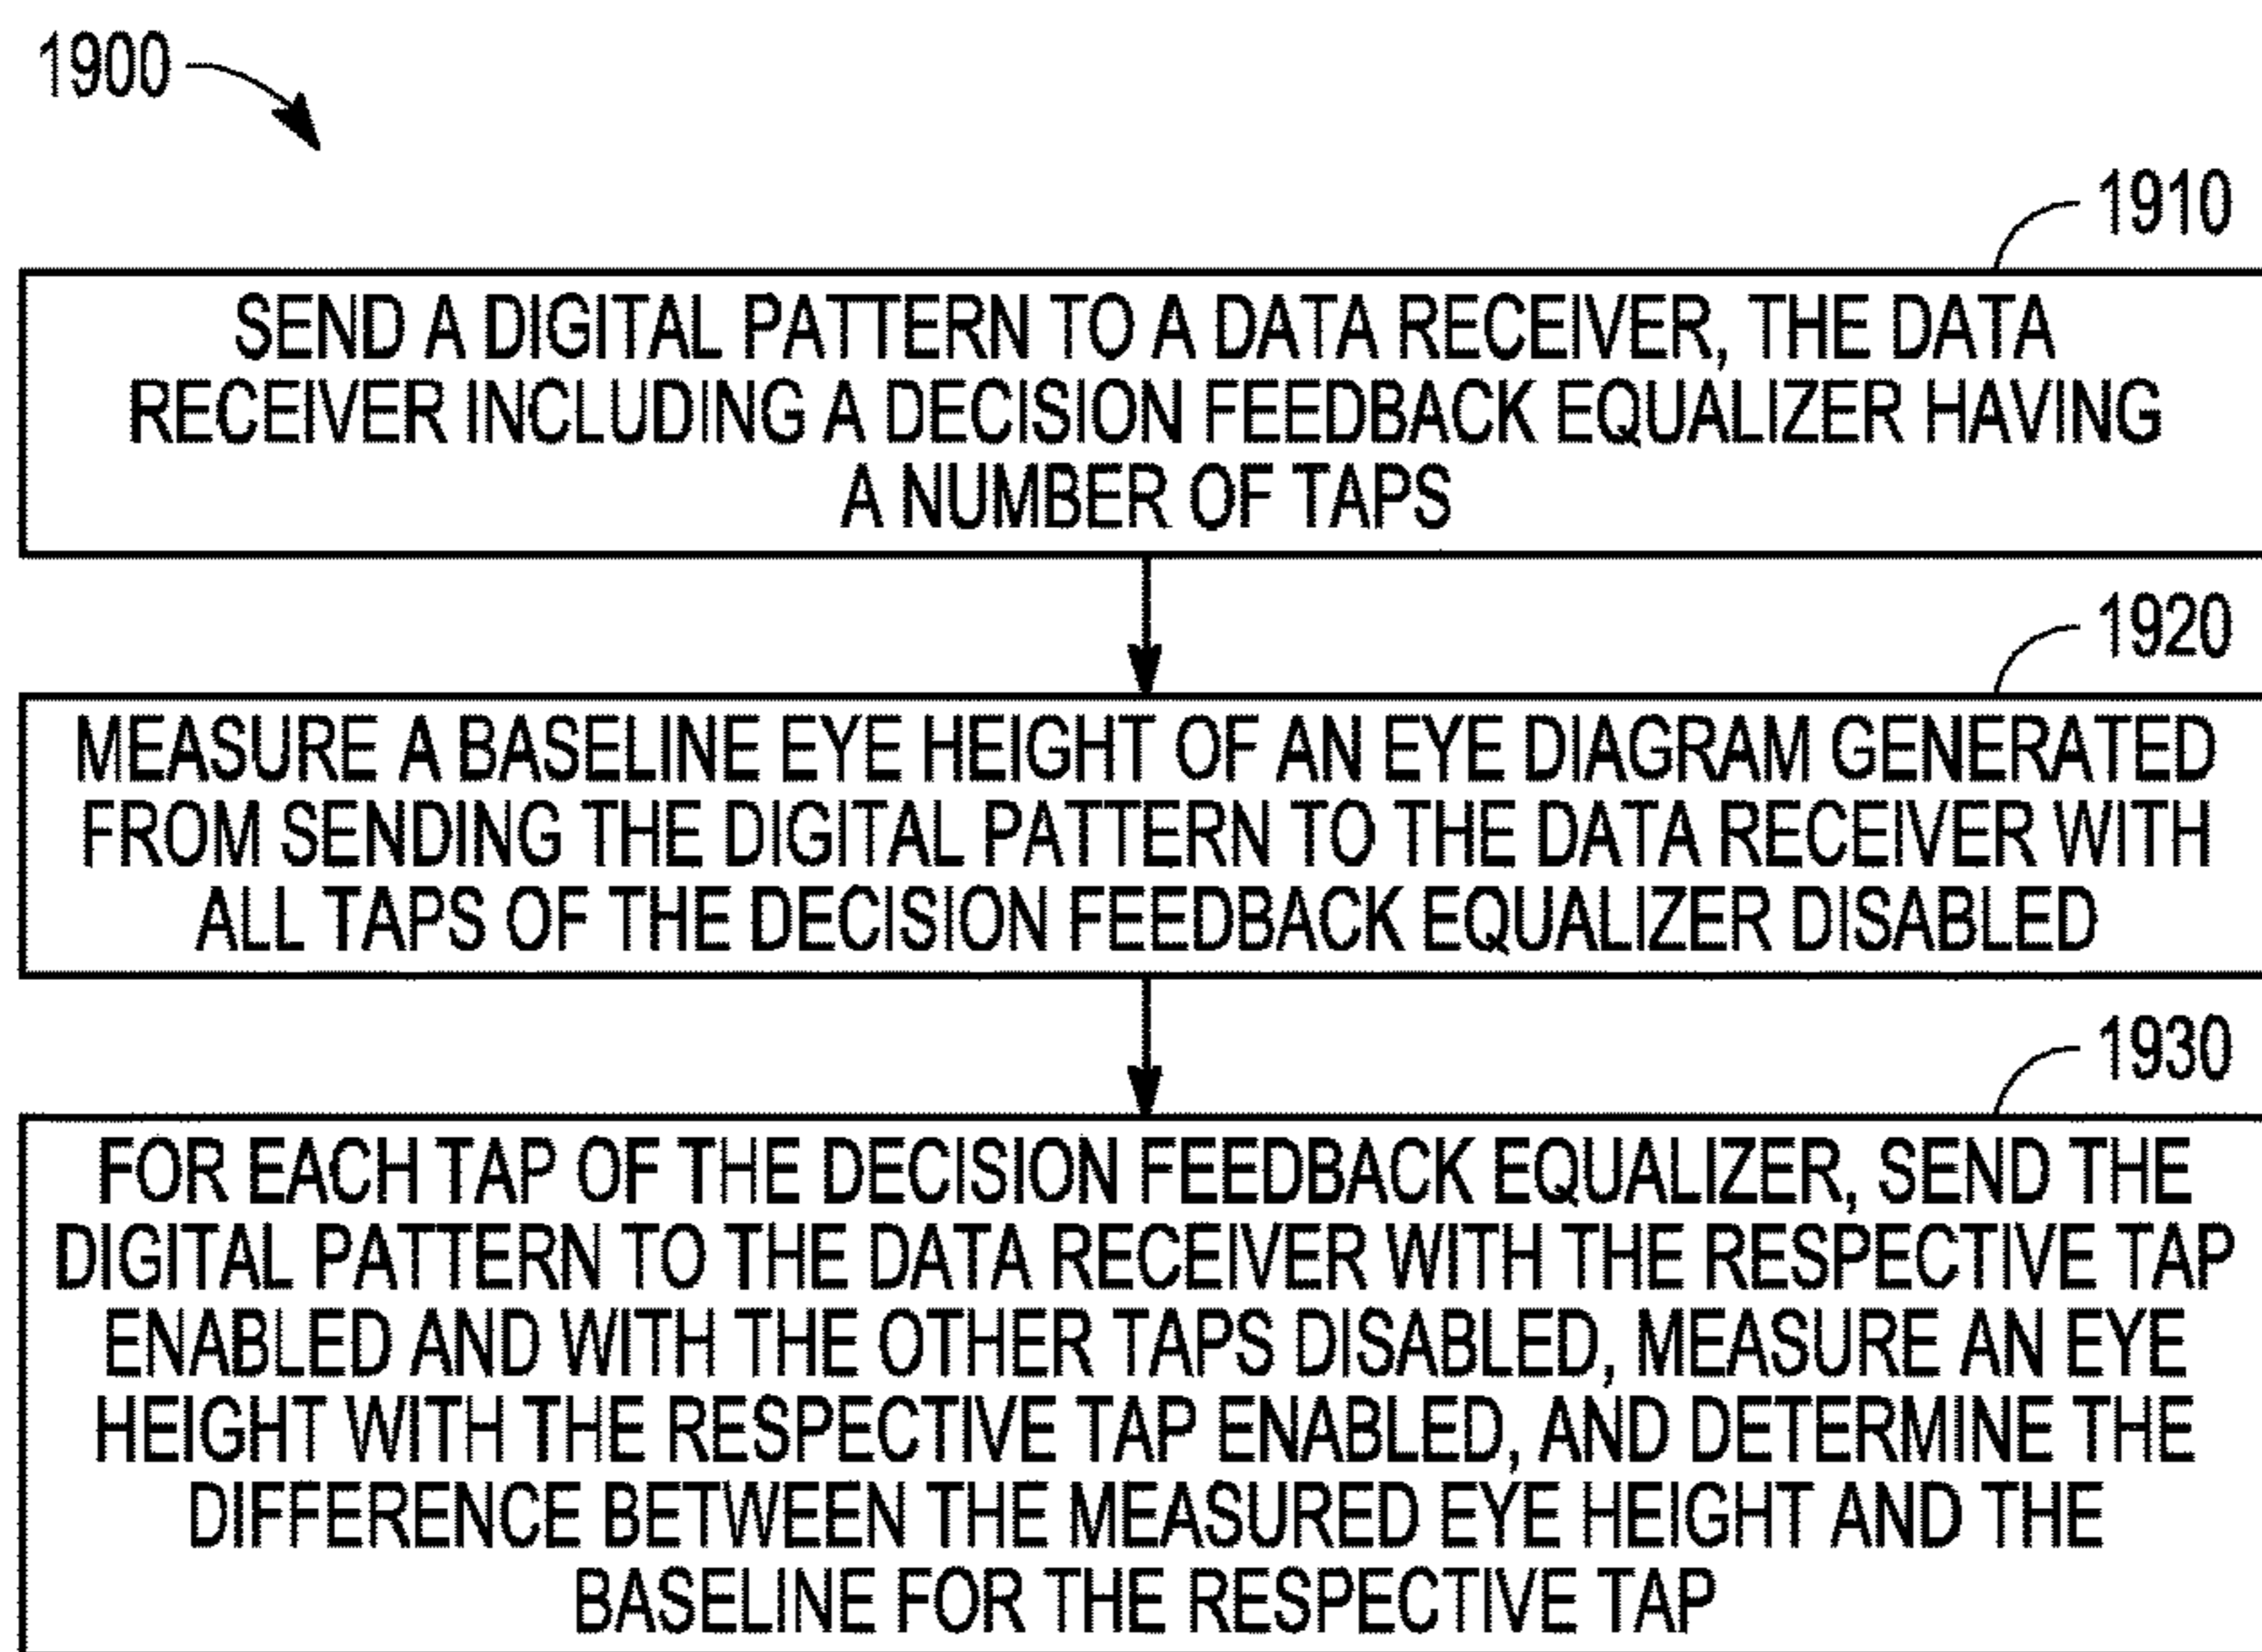 1900
1910
SEND A DIGITAL PATTERN TO A DATA RECEIVER, THE DATA
RECEIVER INCLUDING A DECISION FEEDBACK EQUALIZER HAVING
A NUMBER OF TAPS
1920
MEASURE A BASELINE EYE HEIGHT OF AN EYE DIAGRAM GENERATED
FROM SENDING THE DIGITAL PATTERN TO THE DATA RECEIVER WITH
ALL TAPS OF THE DECISION FEEDBACK EQUALIZER DISABLED
1930
FOR EACH TAP OF THE DECISION FEEDBACK EQUALIZER, SEND THE
DIGITAL PATTERN TO THE DATA RECEIVER WITH THE RESPECTIVE TAP
ENABLED AND WITH THE OTHER TAPS DISABLED, MEASURE AN EYE
HEIGHT WITH THE RESPECTIVE TAP ENABLED, AND DETERMINE THE
DIFFERENCE BETWEEN THE MEASURED EYE HEIGHT AND THE
BASELINE FOR THE RESPECTIVE TAP